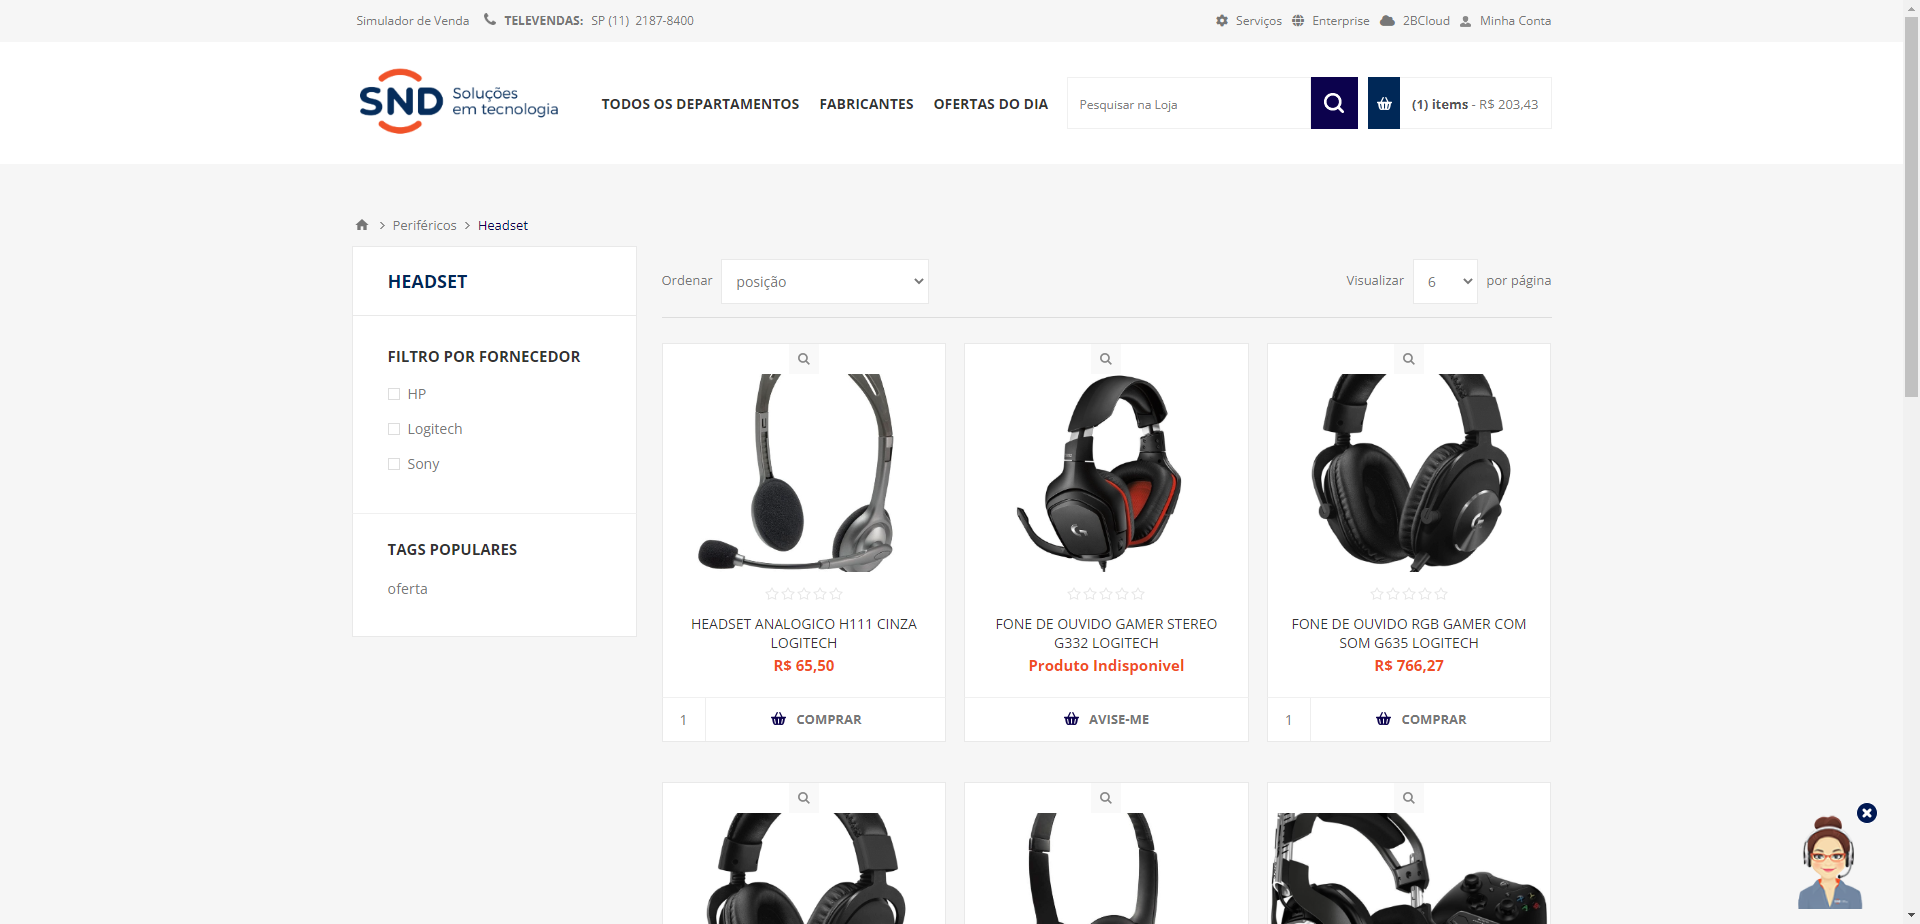 Simulador de Venda TELEVENDAS: SP (11) 2187-8400 Serviços Enterprise 2BCloud Minha Conta
SND Soluções em tecnologia
TODOS OS DEPARTAMENTOS FABRICANTES OFERTAS DO DIA Pesquisar na Loja (1) items - R$ 203,43
Periféricos Headset
HEADSET
FILTRO POR FORNECEDOR
HP
Logitech
Sony
TAGS POPULARES
oferta
Ordenar posição Visualizar 6 por página
HEADSET ANALOGICO H111 CINZA
LOGITECH
R$ 65,50
1 COMPRAR
FONE DE OUVIDO GAMER STEREO
G332 LOGITECH
Produto Indisponivel
AVISE-ME
FONE DE OUVIDO RGB GAMER COM
SOM G635 LOGITECH
R$ 766,27
1 COMPRAR